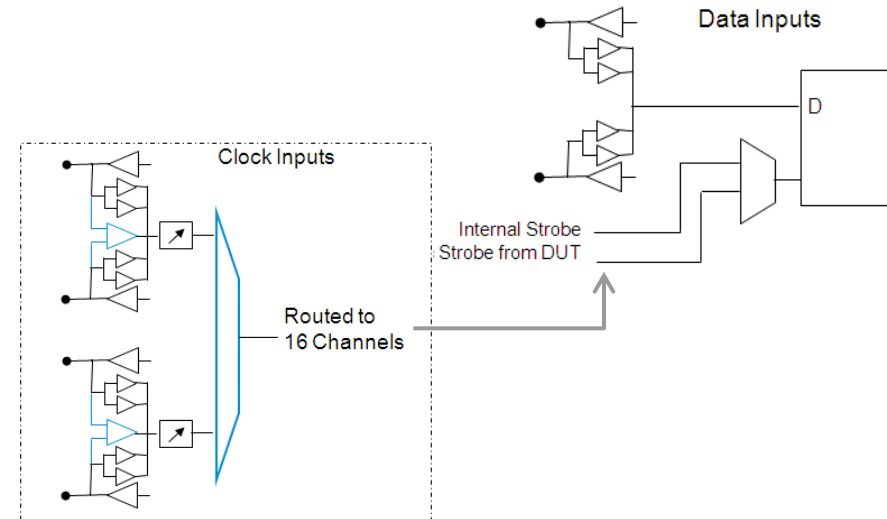 Data Inputs
D
Clock Inputs
Internal Strobe
Strobe from DUT
Routed to
16 Channels